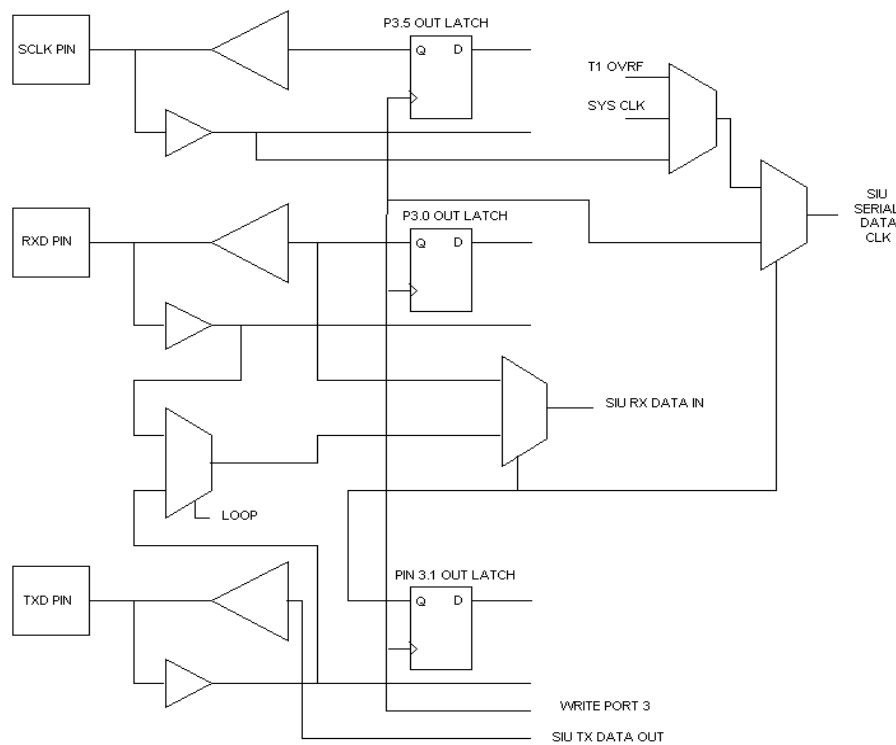 P3.5 OUT LATCH
SCLK PIN
Q D
T1 OVRF
SYS CLK
SIU
SERIAL
DATA
CLK
P3.0 OUT LATCH
RXD PIN
Q D
SIU RX DATA IN
LOOP
PIN 3.1 OUT LATCH
TXD PIN
Q D
WRITE PORT 3
SIU TX DATA OUT